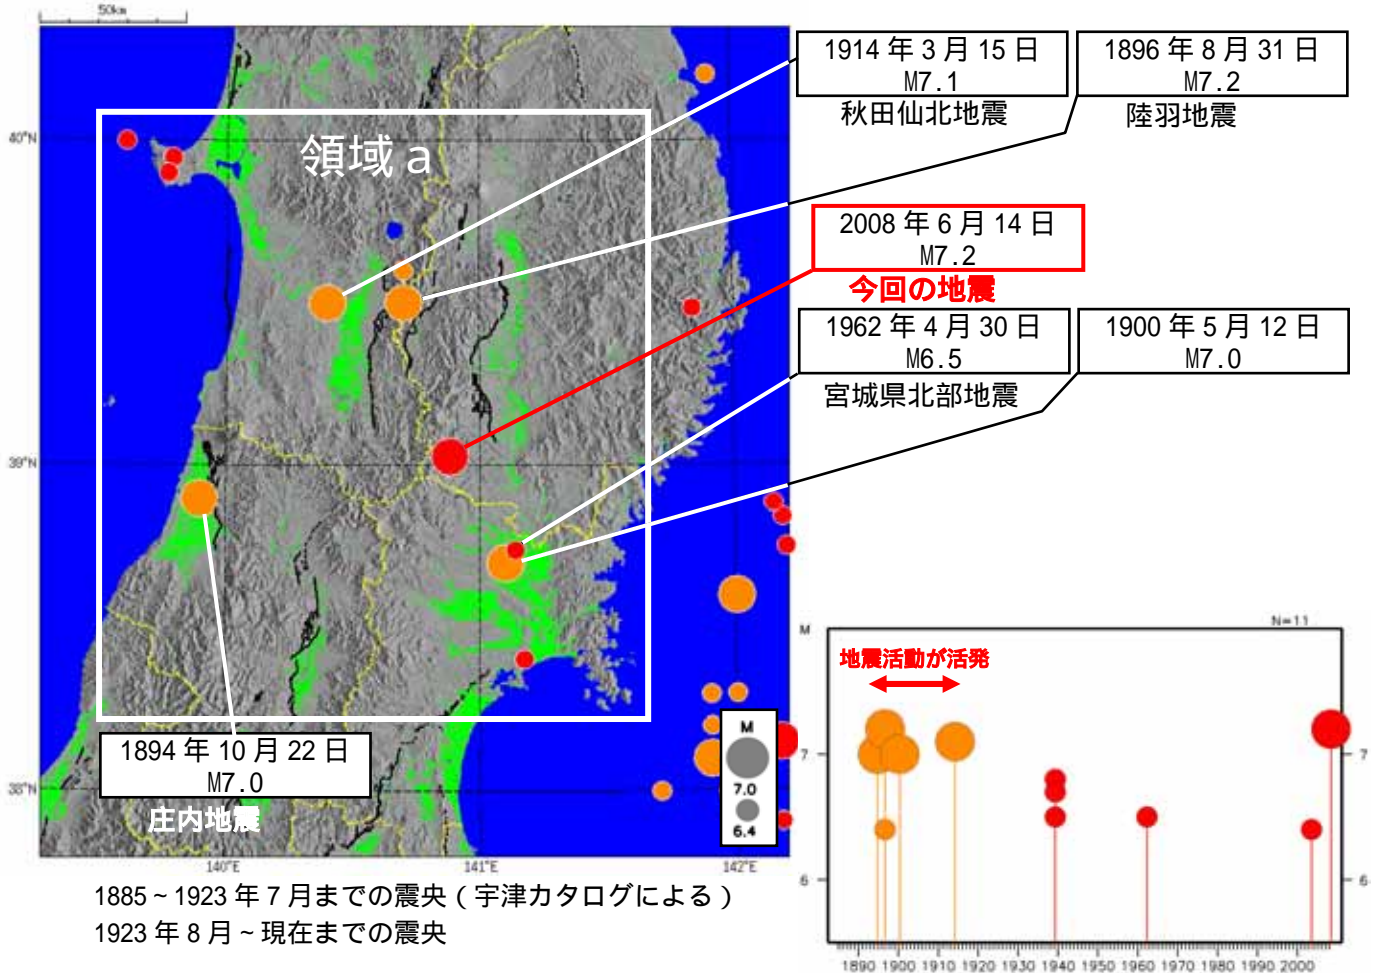 50km
1914 年 3 月 15 日
M7.1
秋田仙北地震
1896 年 8 月 31 日
M7.2
陸羽地震
40°N
領域 a
2008 年 6 月 14 日
M7.2
今回の地震
1962 年 4 月 30 日
M6.5
宮城県北部地震
1900 年 5 月 12 日
M7.0
39°N
1894 年 10 月 22 日
M7.0
庄内地震
38°N
M
7.0
6.4
140°E
141°E
142°E
1885 ~ 1923 年 7 月までの震央 ( 宇津カタログによる )
1923 年 8 月 ~ 現在までの震央
M
N=11
地震活動が活発
7
7
6
6
1890 1900 1910 1920 1930 1940 1950 1960 1970 1980 1990 2000